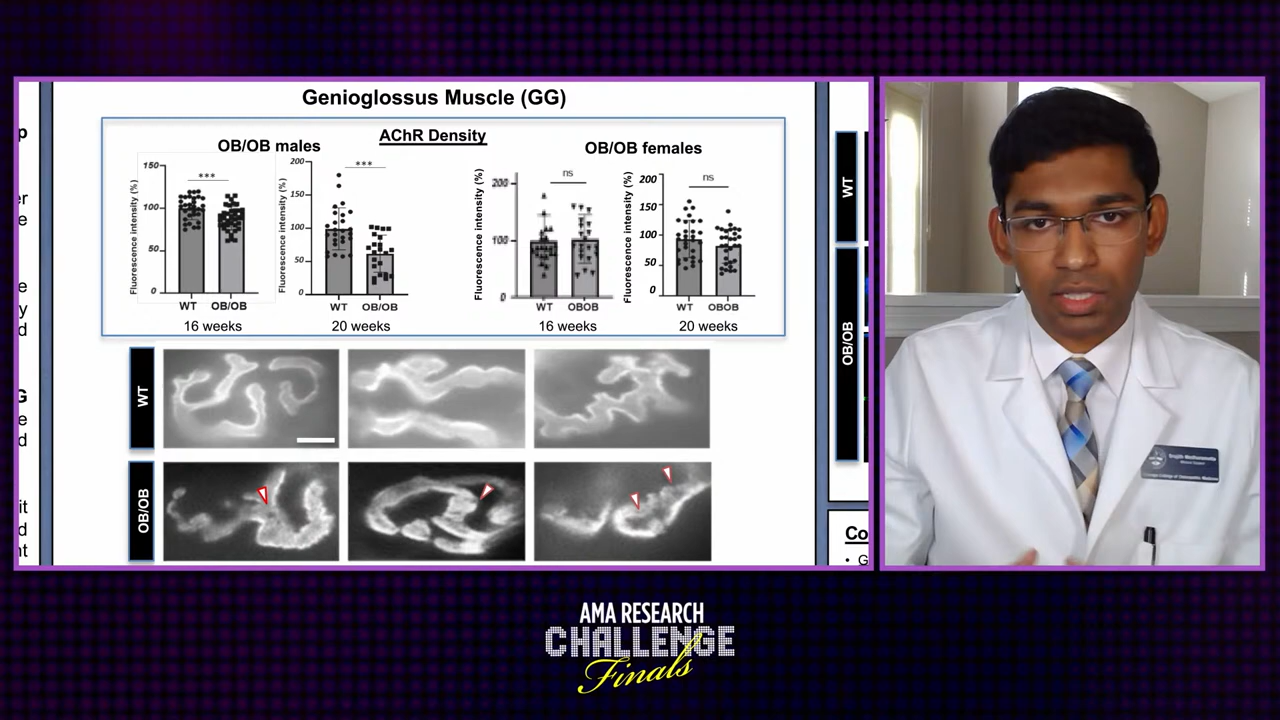 Genioglossus Muscle (GG)
AChR Density
OB/OB males
OB/OB females
Fluorescence intensity (%)
150
100
50
0
***
WT
OB/OB
16 weeks
Fluorescence intensity (%)
200
150
100
50
0
***
WT
OB/OB
20 weeks
Fluorescence intensity (%)
200
100
0
ns
WT
OBOB
16 weeks
Fluorescence intensity (%)
200
150
100
50
0
ns
WT
OBOB
20 weeks
WT
OB/OB
WT
OB/OB
Co
• G
AMA RESEARCH
CHALLENGE
Finals